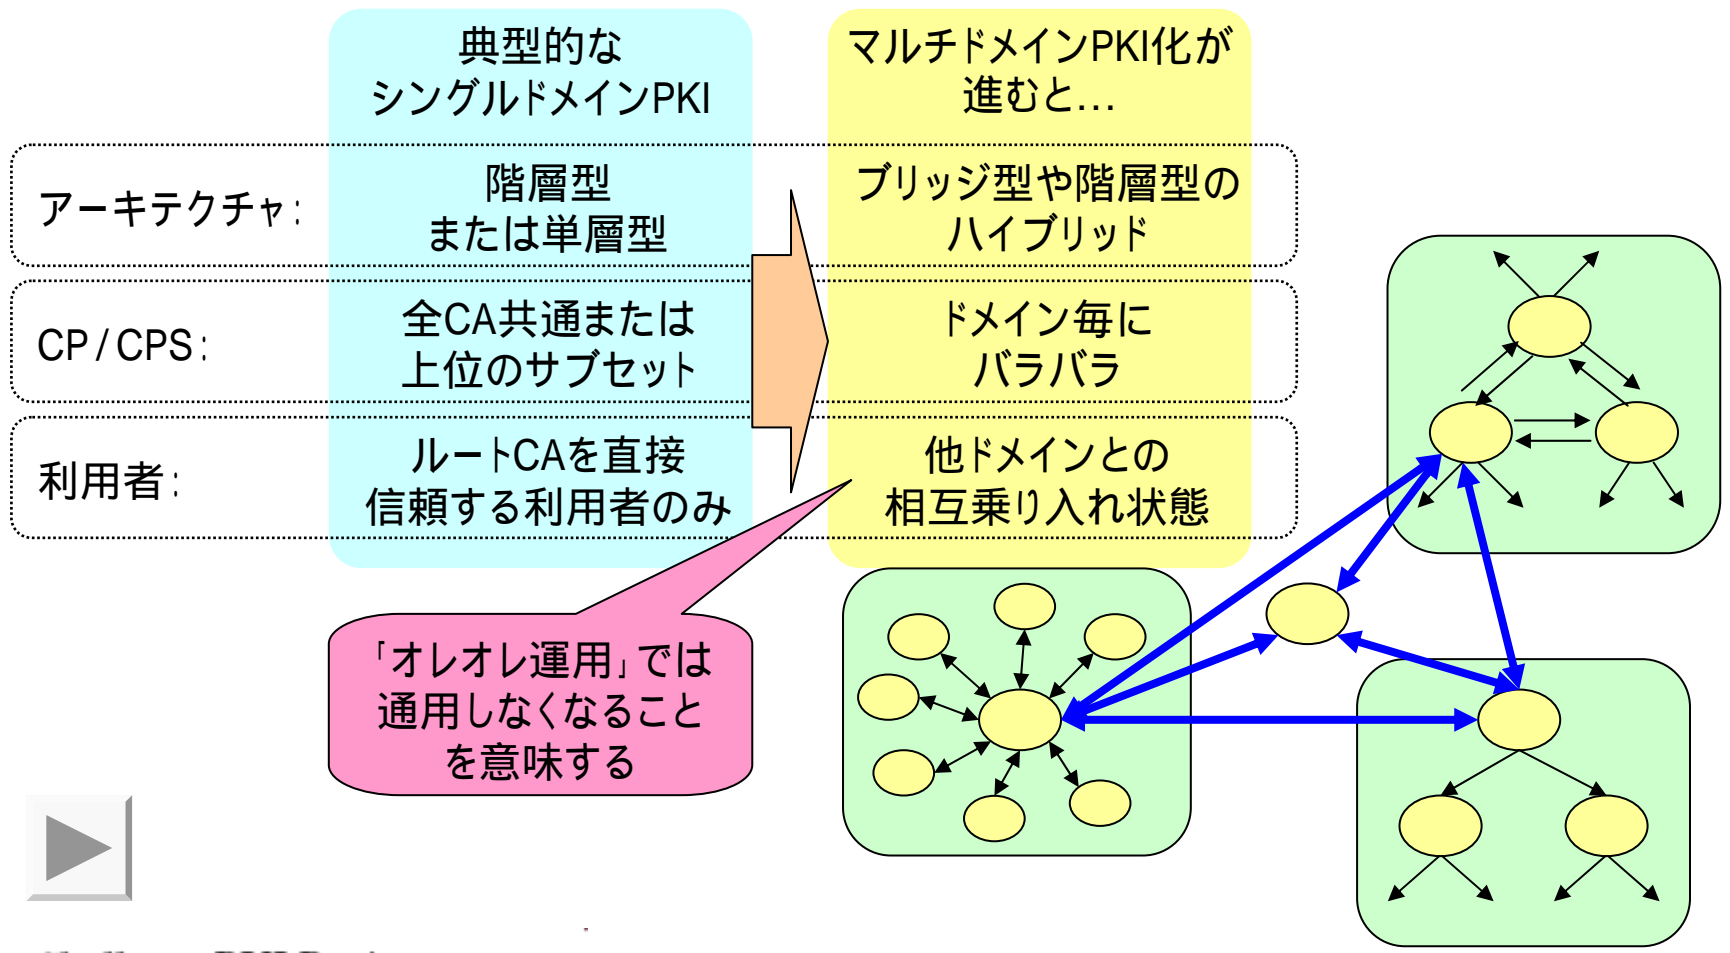 典型的な
シングルドメインPKI
マルチドメインPKI化が
進むと…
アーキテクチャ:
階層型
または単層型
ブリッジ型や階層型の
ハイブリッド
CP/CPS:
全CA共通または
上位のサブセット
ドメイン毎に
バラバラ
利用者:
ルートCAを直接
信頼する利用者のみ
他ドメインとの
相互乗り入れ状態
「オレオレ運用」では
通用しなくなること
を意味する